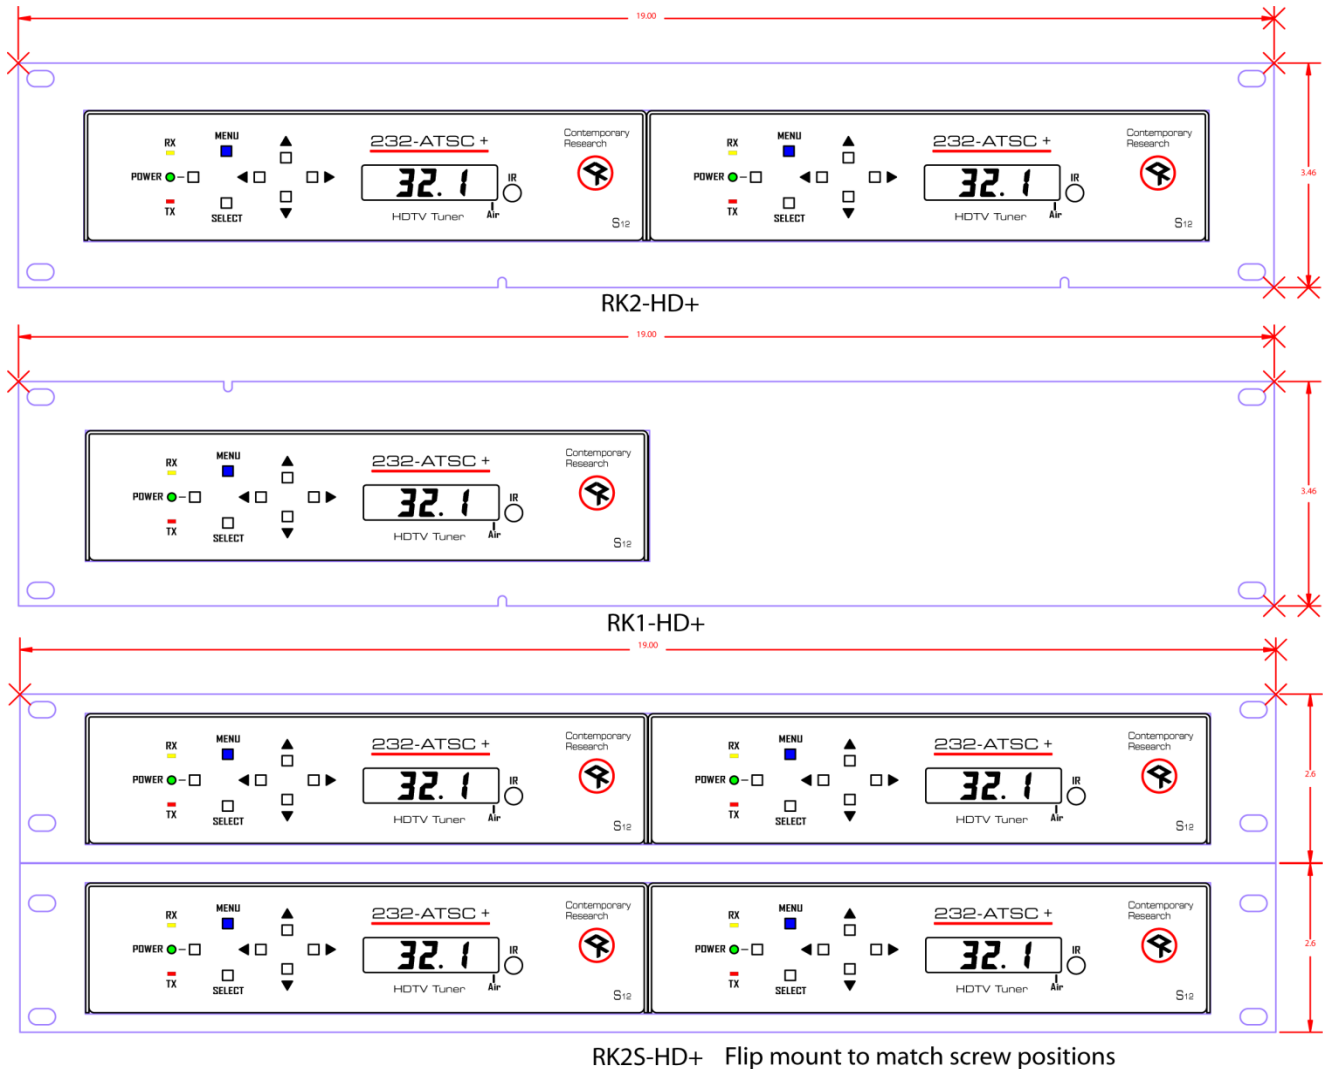 19.00
RX
MENU
POWER
TX
SELECT
232-ATSC +
32.1
IR
Air
HDTV Tuner
Contemporary
Research
S12
RX
MENU
POWER
TX
SELECT
232-ATSC +
32.1
IR
Air
HDTV Tuner
Contemporary
Research
S12
3.46
RK2-HD+
19.00
RX
MENU
POWER
TX
SELECT
232-ATSC +
32.1
IR
Air
HDTV Tuner
Contemporary
Research
S12
3.46
RK1-HD+
19.00
RX
MENU
POWER
TX
SELECT
232-ATSC +
32.1
IR
Air
HDTV Tuner
Contemporary
Research
S12
RX
MENU
POWER
TX
SELECT
232-ATSC +
32.1
IR
Air
HDTV Tuner
Contemporary
Research
S12
2.6
RX
MENU
POWER
TX
SELECT
232-ATSC +
32.1
IR
Air
HDTV Tuner
Contemporary
Research
S12
RX
MENU
POWER
TX
SELECT
232-ATSC +
32.1
IR
Air
HDTV Tuner
Contemporary
Research
S12
2.6
RK2S-HD+ Flip mount to match screw positions